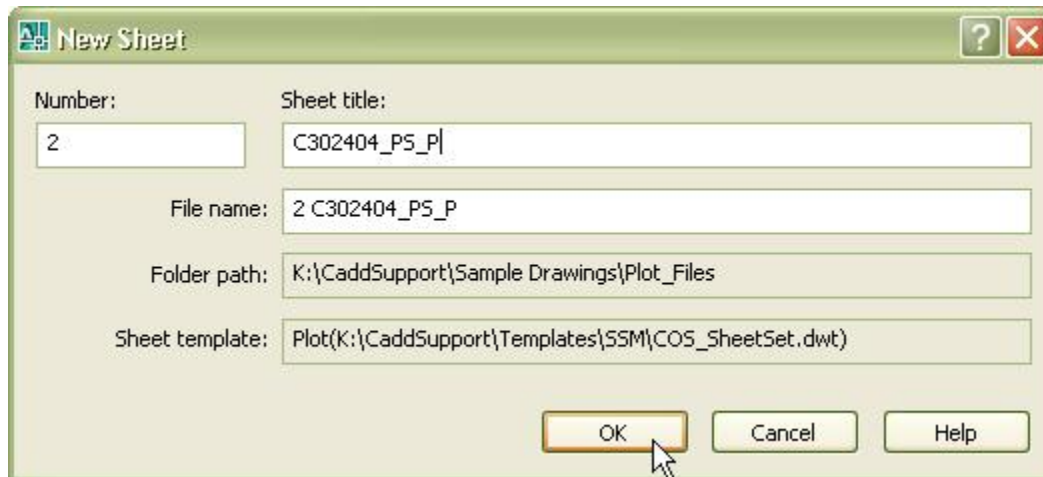 New Sheet
Number: Sheet title:
2 C302404_PS_P
File name: 2 C302404_PS_P
Folder path: K:\CaddSupport\Sample Drawings\Plot_Files
Sheet template: Plot(K:\CaddSupport\Templates\SSM\COS_SheetSet.dwt)
OK Cancel Help